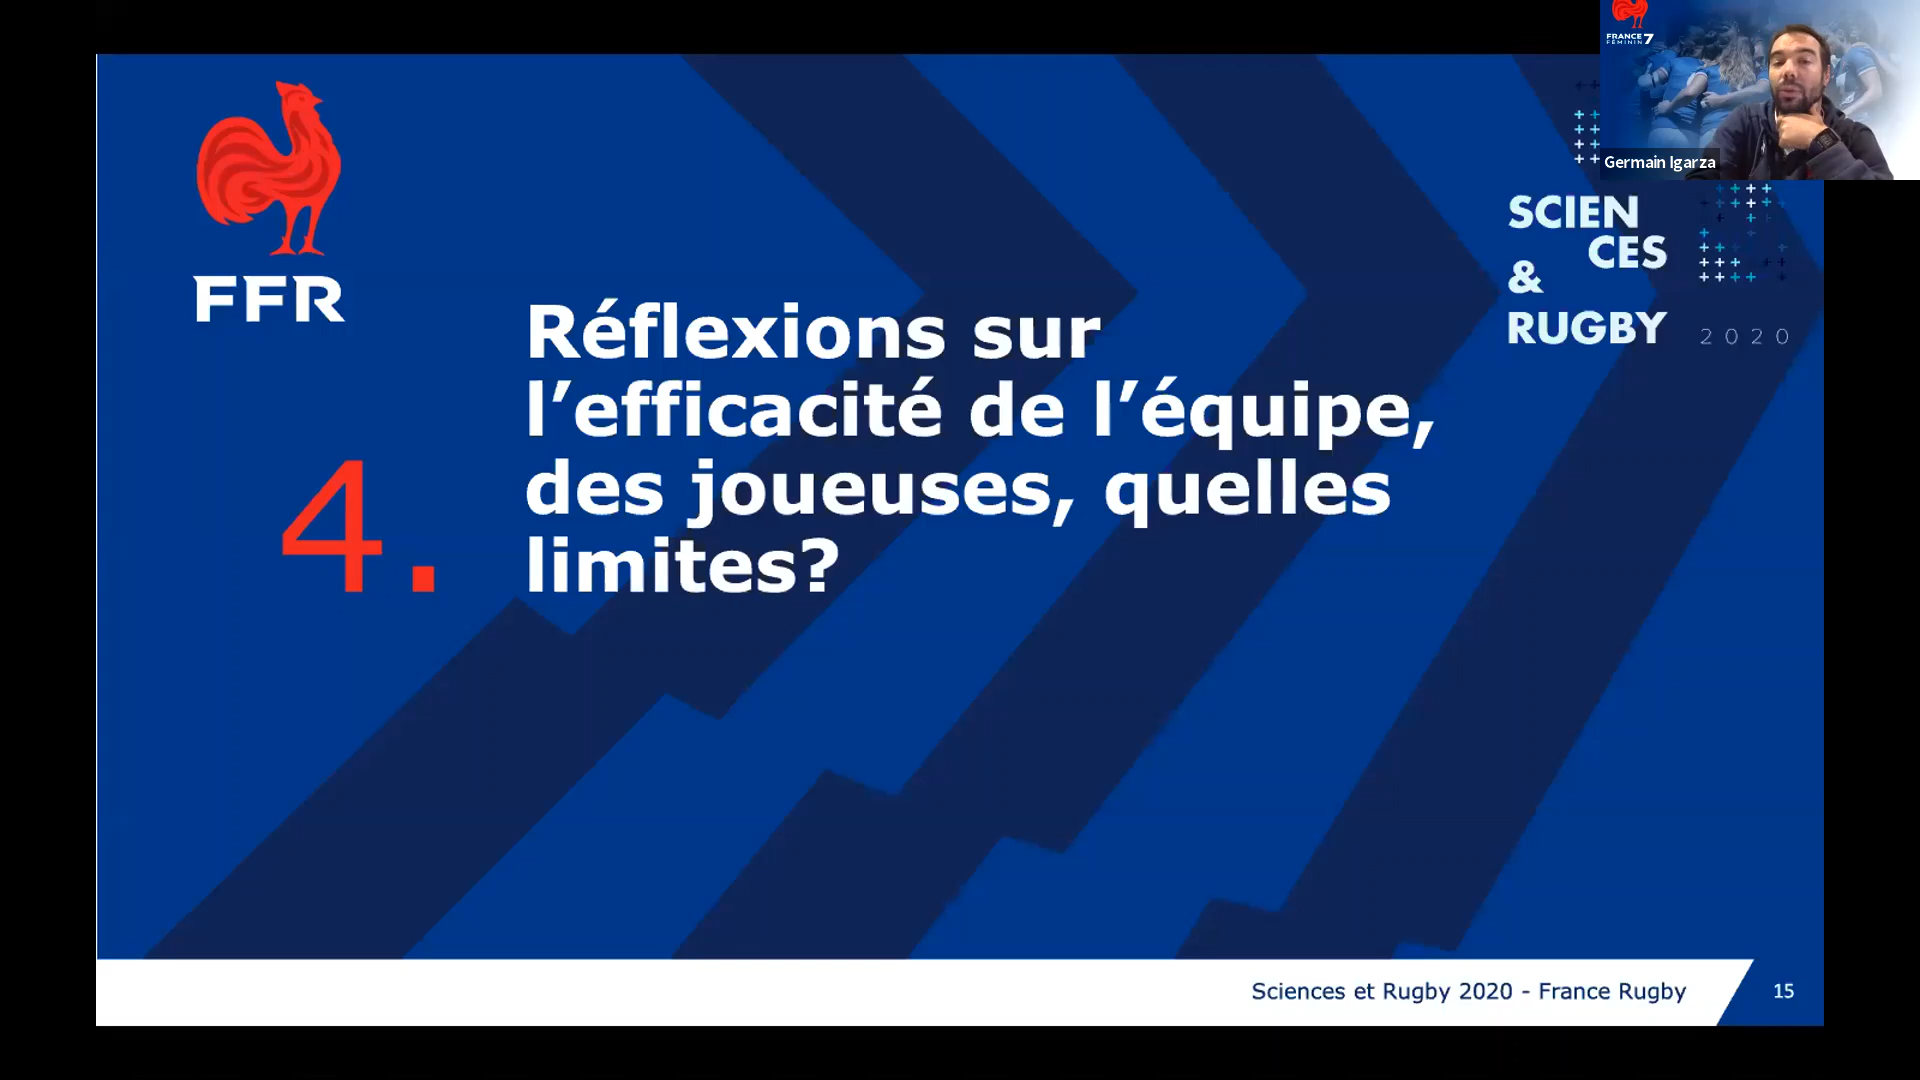 FRANCE 7
FÉMININ
Germain Igarza
FFR
SCIEN
CES
&
RUGBY
2020
4.
Réflexions sur
l’efficacité de l’équipe,
des joueuses, quelles
limites?
Sciences et Rugby 2020 - France Rugby
15